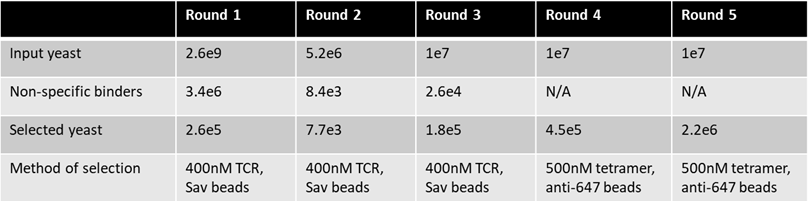 Round 1 Round 2 Round 3 Round 4 Round 5
Input yeast 2.6e9 5.2e6 1e7 1e7 1e7
Non-specific binders 3.4e6 8.4e3 2.6e4 N/A N/A
Selected yeast 2.6e5 7.7e3 1.8e5 4.5e5 2.2e6
Method of selection 400nM TCR, 400nM TCR, 400nM TCR, 500nM tetramer, 500nM tetramer,
Sav beads Sav beads Sav beads anti-647 beads anti-647 beads